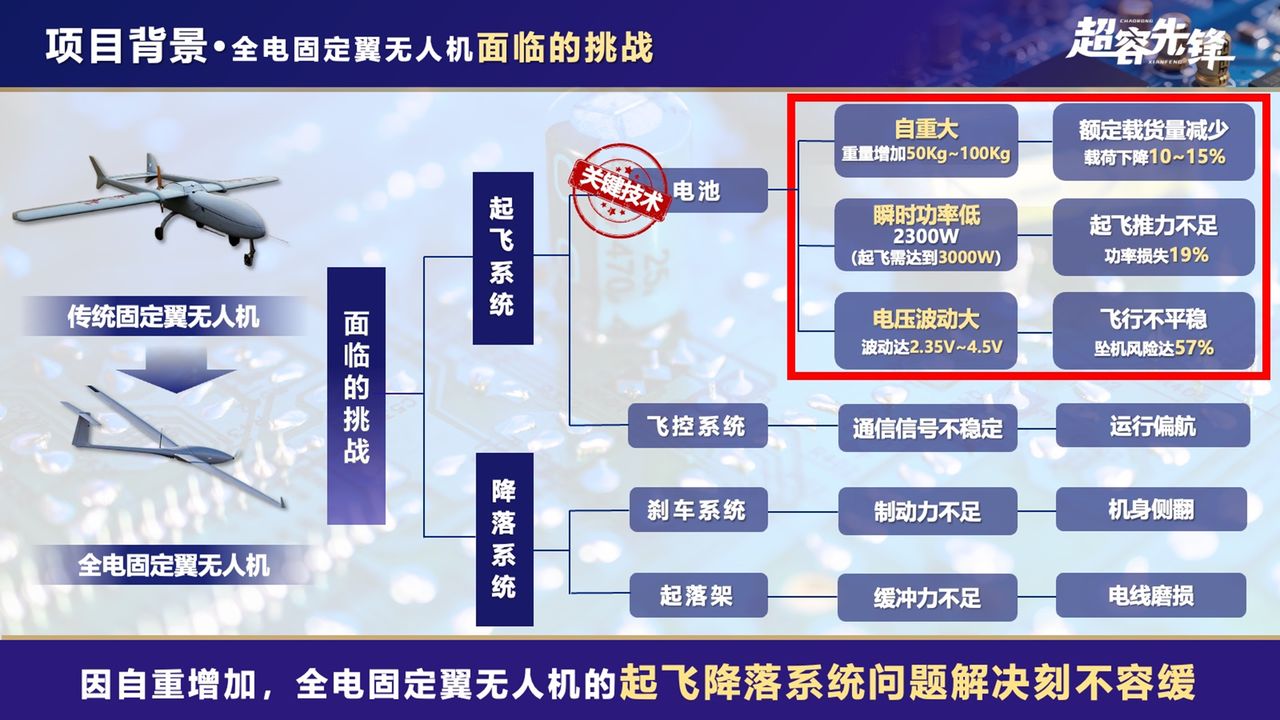 项目背景·全电固定翼无人机面临的挑战
CHAORONG
超容先锋
XIANFENG
传统固定翼无人机
全电固定翼无人机
面临的挑战
起飞系统
降落系统
关键技术
电池
自重大
重量增加50Kg~100Kg
额定载货量减少
载荷下降10~15%
瞬时功率低
2300W
(起飞需达到3000W)
起飞推力不足
功率损失19%
电压波动大
波动达2.35V~4.5V
飞行不平稳
坠机风险达57%
飞控系统
通信信号不稳定
运行偏航
刹车系统
制动力不足
机身侧翻
起落架
缓冲力不足
电线磨损
因自重增加，全电固定翼无人机的起飞降落系统问题解决刻不容缓